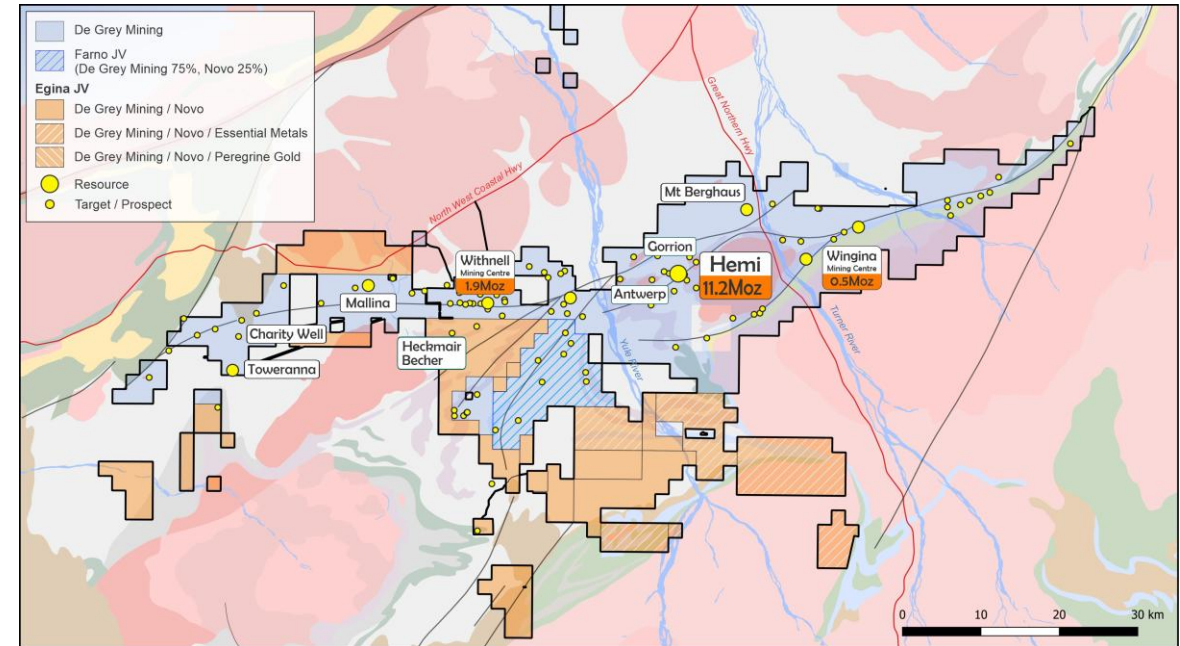 De Grey Mining
Farno JV
(De Grey Mining 75%, Novo 25%)
Egina JV
De Grey Mining / Novo
De Grey Mining / Novo / Essential Metals
De Grey Mining / Novo / Peregrine Gold
Resource
Target / Prospect
North West Coastal Hwy
Great Northern Hwy
Mt Berghaus
Gorrion
Withnell
Mining Centre
1.9Moz
Hemi
11.2Moz
Wingina
Mining Centre
0.5Moz
Mallina
Antwerp
Charity Well
Heckmair
Becher
Toweranna
Yule River
Turner River
0 10 20 30 km